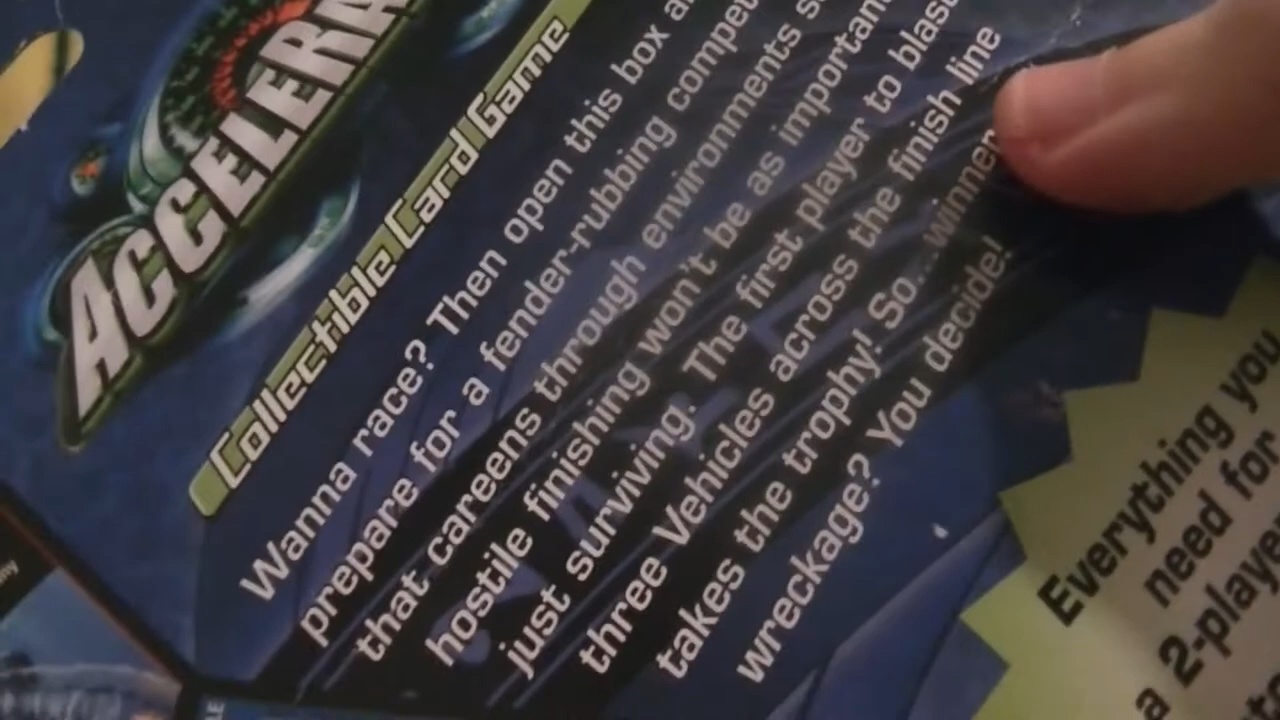 ACCELERA
Collectible Card Game
Wanna race? Then open this box a
prepare for a fender-rubbing compet
that careens through environments s
hostile finishing won't be as importan
just surviving. The first player to blas
three Vehicles across the finish line
takes the trophy! So...winner
wreckage? You decide!
Everything you
need for
a 2-playe